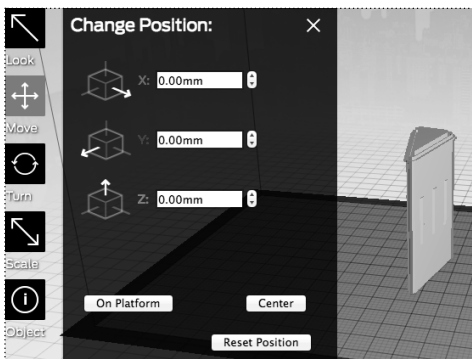 Change Position:
Look
X: 0.00mm
Move
Y: 0.00mm
Turn
Z: 0.00mm
Scale
On Platform Center
Object
Reset Position